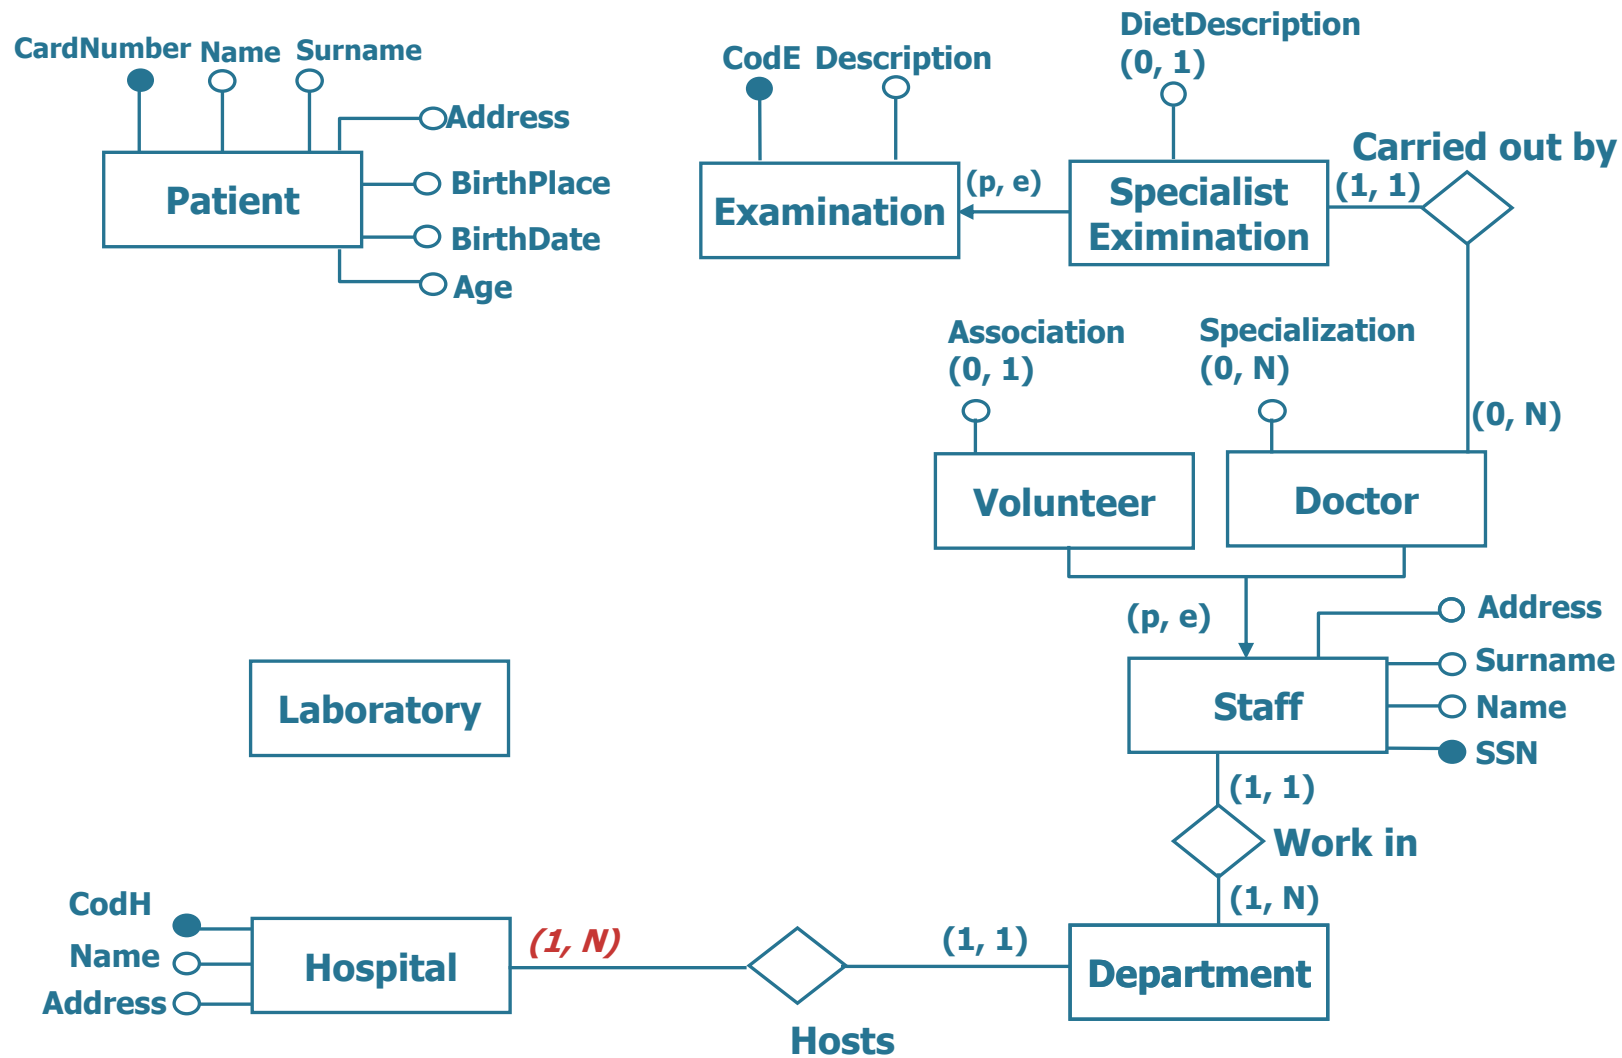 DietDescription
(0, 1)
CardNumber Name Surname
CodE Description
Address
Carried out by
BirthPlace
Patient
(p, e)
(1, 1)
Examination
Specialist
Eximination
BirthDate
Age
Association
(0, 1)
Specialization
(0, N)
(0, N)
Volunteer
Doctor
(p, e)
Address
Surname
Laboratory
Staff
Name
SSN
(1, 1)
Work in
(1, N)
CodH
Name
Address
Hospital
(1, N)
(1, 1)
Department
Hosts